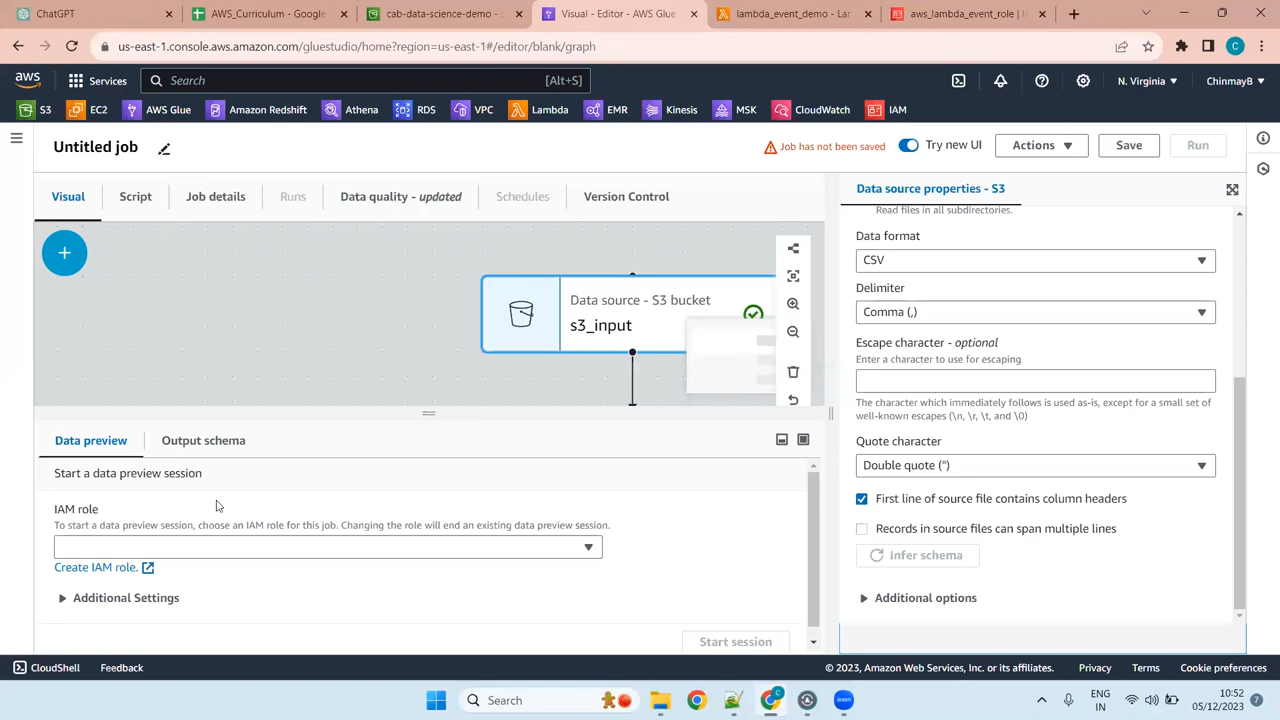 ChatGPT
AWS_Curriculum - Google
cab-data-science-demo - S
Visual - Editor - AWS Glue
lambda_event_demo - Lam
aws_lambda_event_role | I
us-east-1.console.aws.amazon.com/gluestudio/home?region=us-east-1#/editor/blank/graph
C
aws
Services
Search
[Alt+S]
N. Virginia
ChinmayB
S3
EC2
AWS Glue
Amazon Redshift
Athena
RDS
VPC
Lambda
EMR
Kinesis
MSK
CloudWatch
IAM
Untitled job
Job has not been saved
Try new UI
Actions
Save
Run
Visual
Script
Job details
Runs
Data quality - updated
Schedules
Version Control
Data source - S3 bucket
s3_input
Data preview
Output schema
Start a data preview session
IAM role
To start a data preview session, choose an IAM role for this job. Changing the role will end an existing data preview session.
Create IAM role.
Additional Settings
Start session
Data source properties - S3
Read files in all subdirectories.
Data format
CSV
Delimiter
Comma (,)
Escape character - optional
Enter a character to use for escaping
The character which immediately follows is used as-is, except for a small set of
well-known escapes (\n, \r, \t, and \0)
Quote character
Double quote (")
First line of source file contains column headers
Records in source files can span multiple lines
Infer schema
Additional options
CloudShell
Feedback
© 2023, Amazon Web Services, Inc. or its affiliates.
Privacy
Terms
Cookie preferences
Search
zoom
ENG
IN
10:52
05/12/2023
7